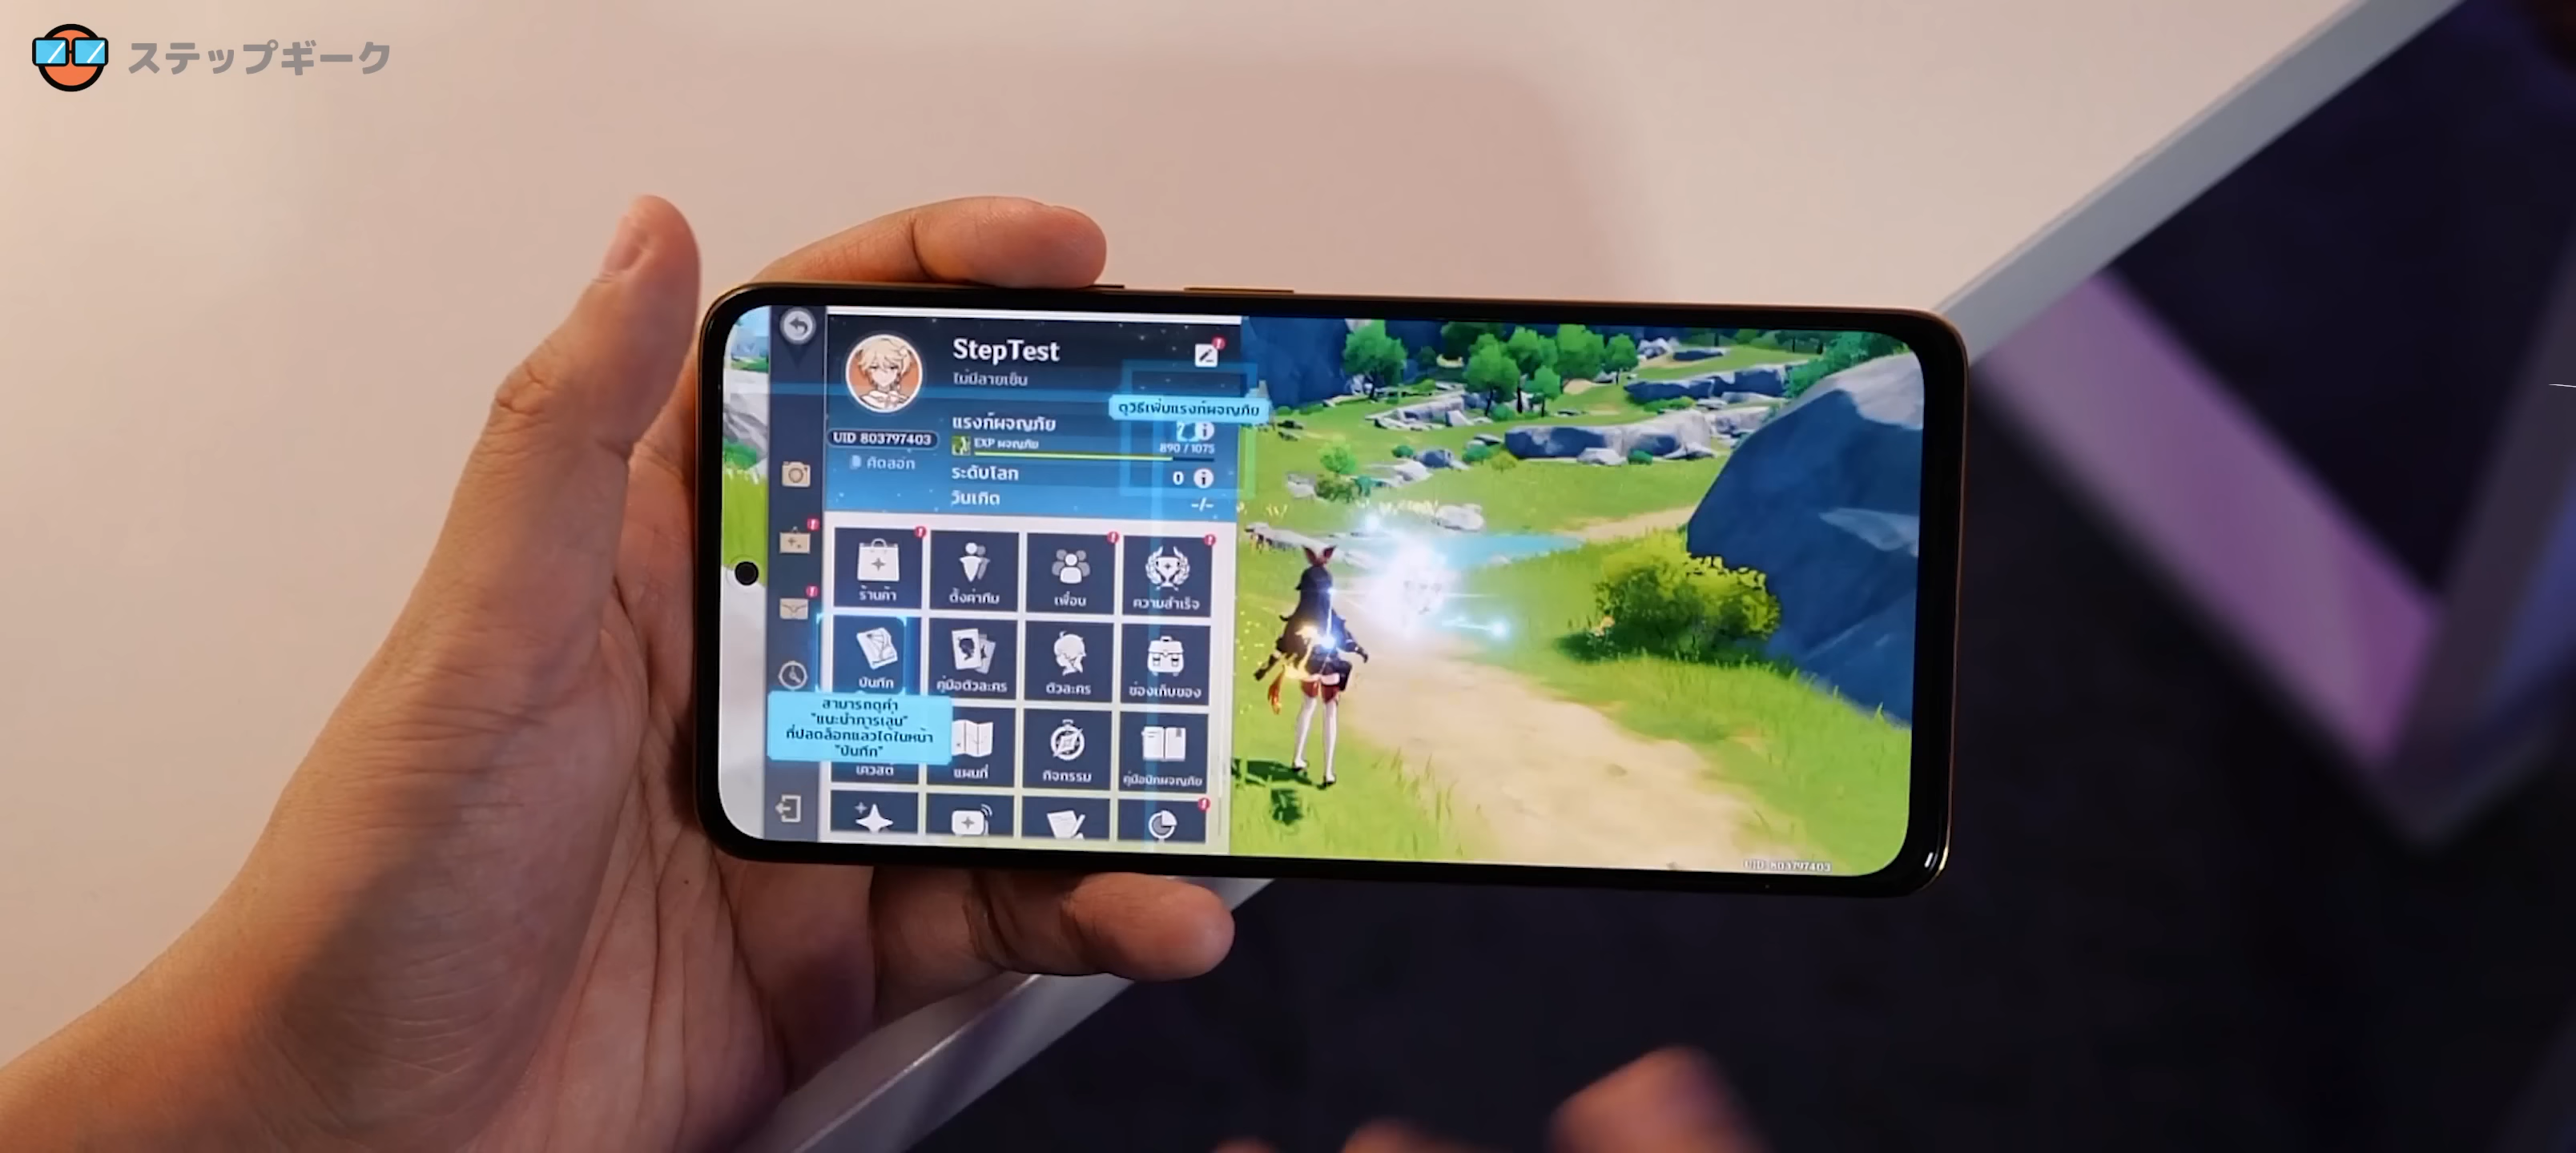 ステップギーク
StepTest
ไม่มีลายเซ็น
ดูวิธีเพิ่มแรงก์ผจญภัย
แรงก์ผจญภัย
7
UID 803797403
EXP ผจญภัย
890 / 1075
คัดลอก
ระดับโลก
0
วันเกิด
-/-
ร้านค้า
ตั้งค่าทีม
เพื่อน
ความสำเร็จ
บันทึก
คู่มือตัวละคร
ตัวละคร
ช่องเก็บของ
สามารถดูคำ
"แนะนำการเล่น"
ที่ปลดล็อกแล้วได้ในหน้า
"บันทึก"
เควสต์
แผนที่
กิจกรรม
คู่มือนักผจญภัย
UID: 803797403